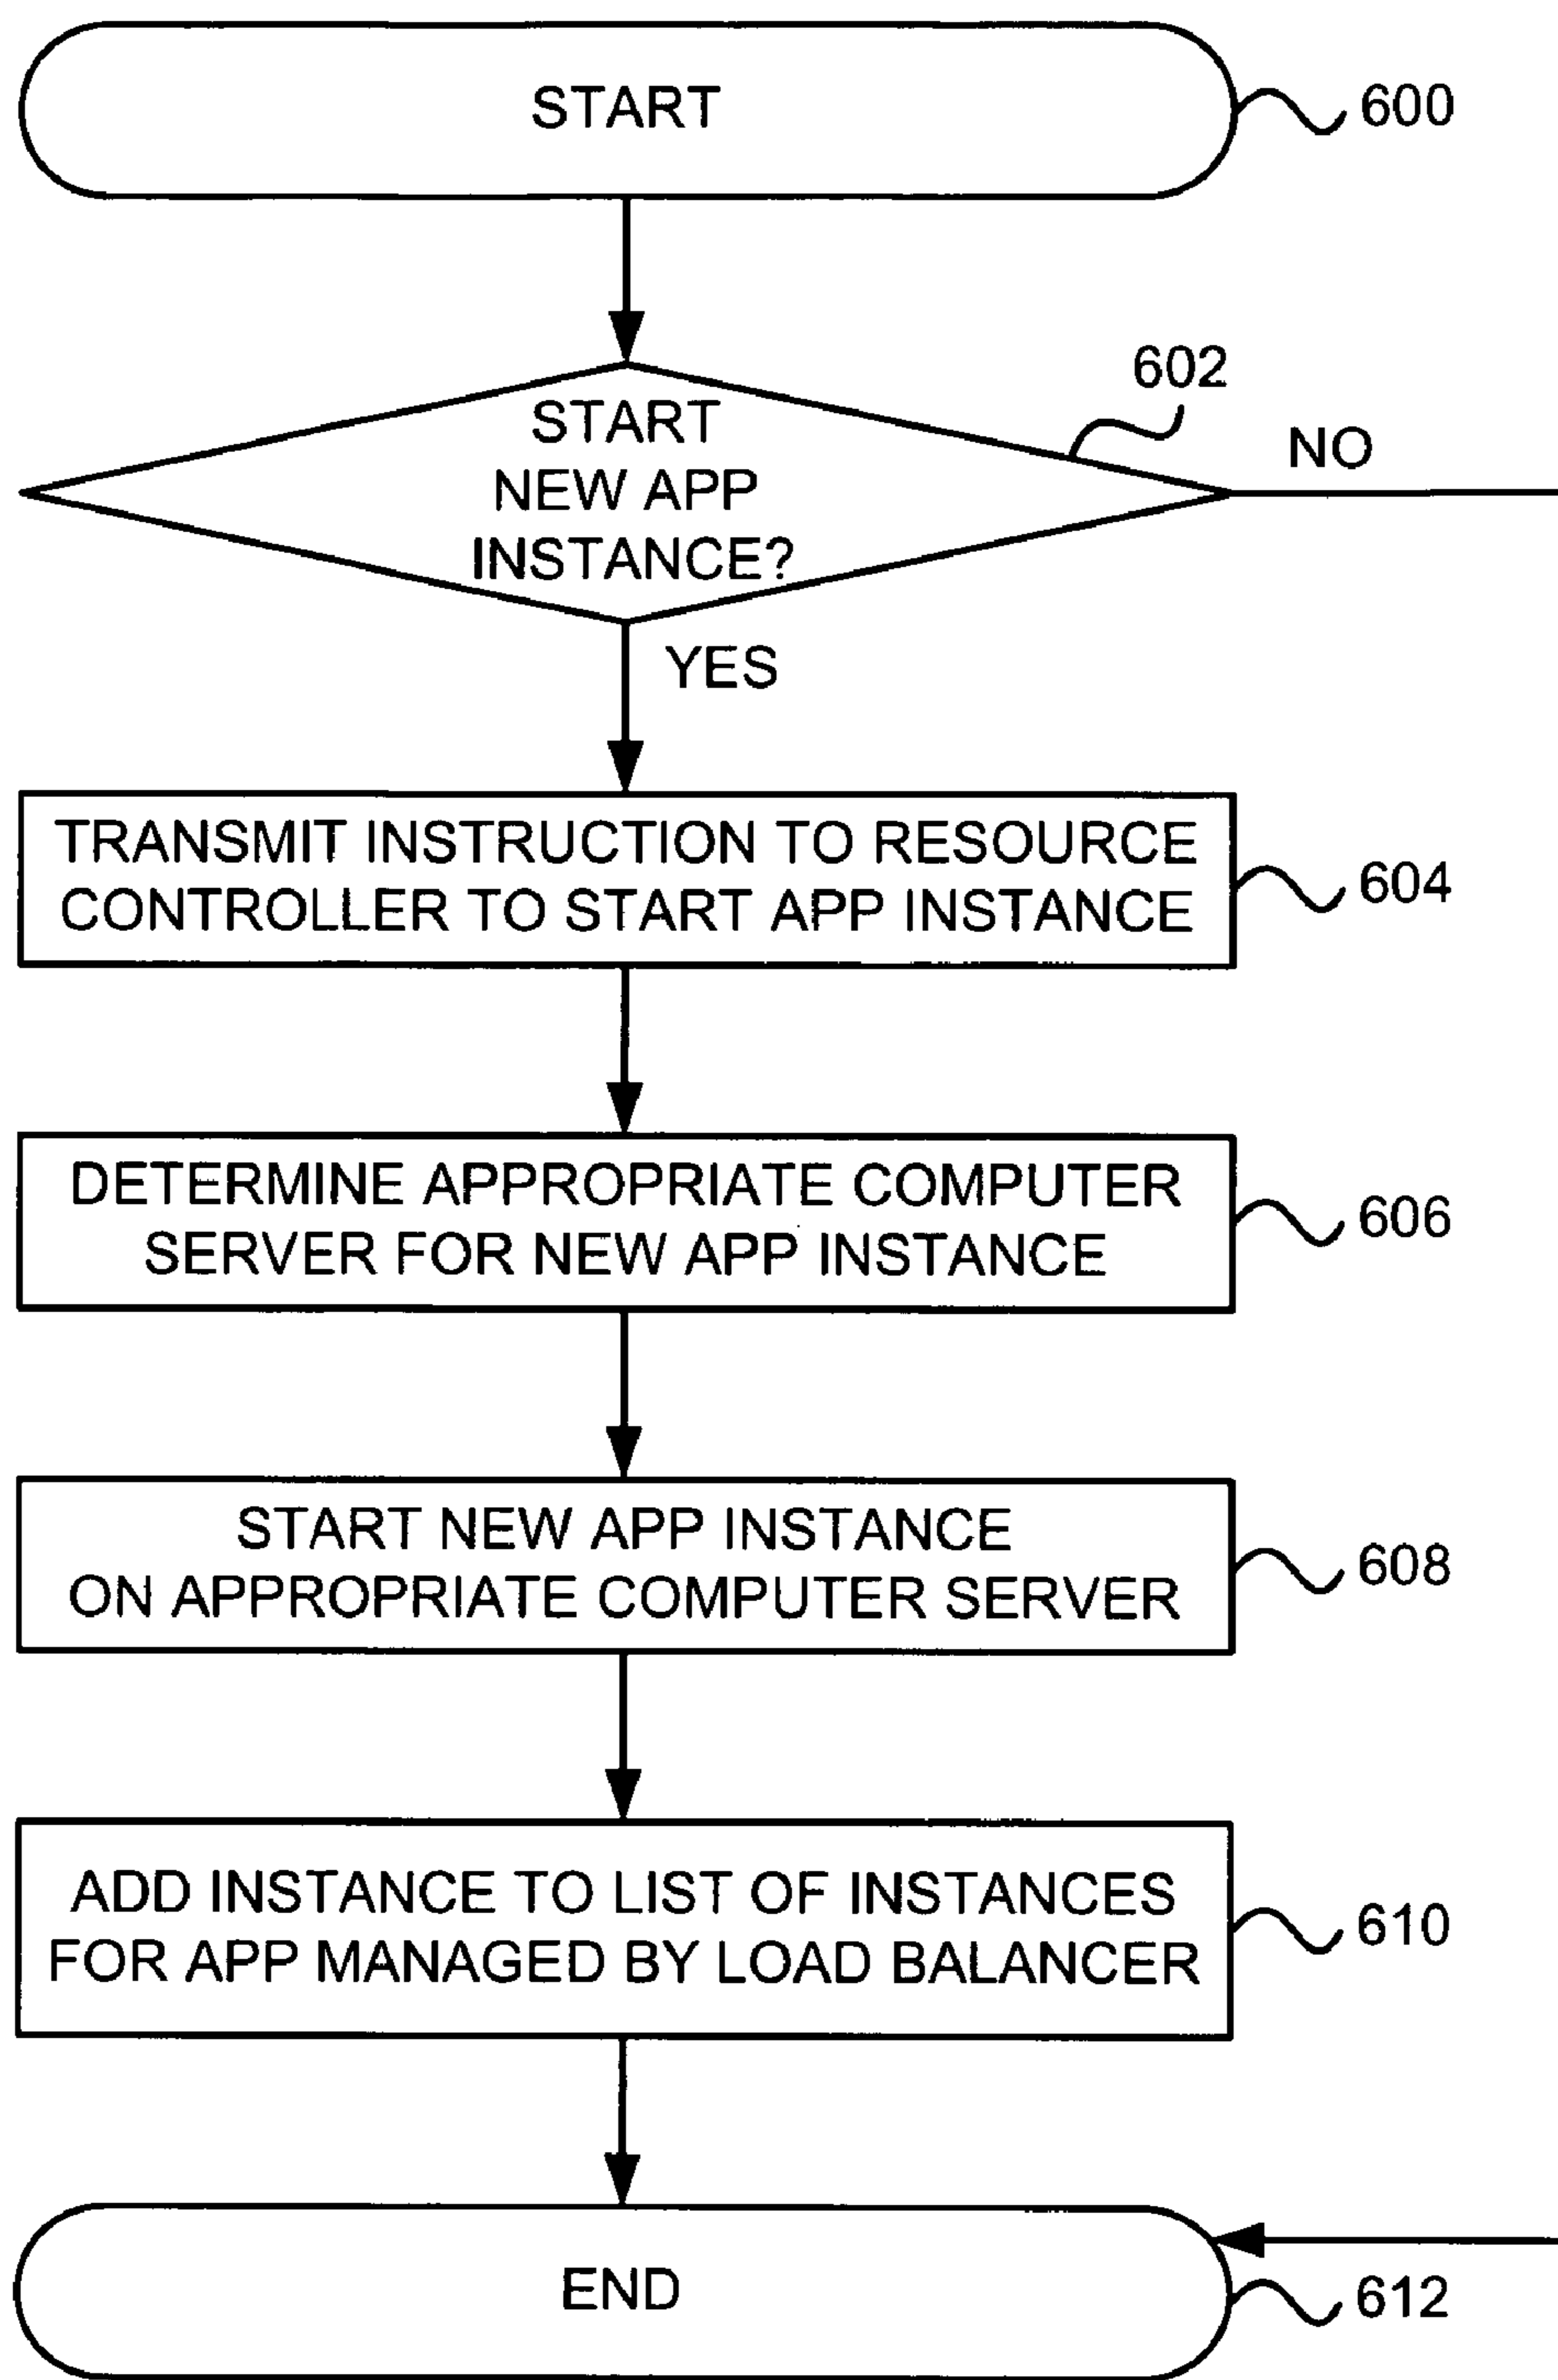 START
600
602
NO
START
NEW APP
INSTANCE?
YES
TRANSMIT INSTRUCTION TO RESOURCE
CONTROLLER TO START APP INSTANCE
604
DETERMINE APPROPRIATE COMPUTER
SERVER FOR NEW APP INSTANCE
606
START NEW APP INSTANCE
ON APPROPRIATE COMPUTER SERVER
608
ADD INSTANCE TO LIST OF INSTANCES
FOR APP MANAGED BY LOAD BALANCER
610
END
612